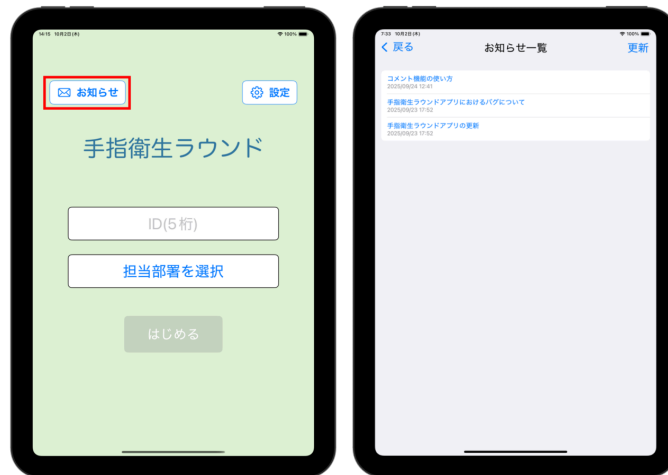 14:15 10月2日(木)
100%
お知らせ
設定
手指衛生ラウンド
ID(5桁)
担当部署を選択
はじめる
7:33 10月2日(木)
100%
戻る
お知らせ一覧
更新
コメント機能の使い方
2025/09/24 12:41
手指衛生ラウンドアプリにおけるバグについて
2025/09/23 17:52
手指衛生ラウンドアプリの更新
2025/09/23 17:52